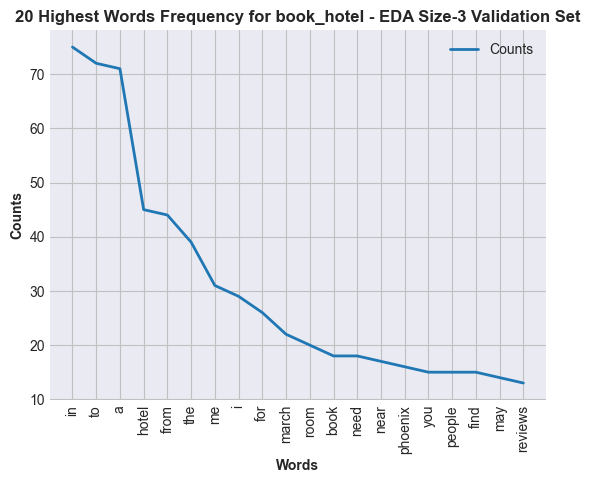 20 Highest Words Frequency for book_hotel - EDA Size-3 Validation Set
Counts
70
60
50
40
30
20
10
Counts
in
to
a
hotel
from
the
me
i
for
march
room
book
need
near
phoenix
you
people
find
may
reviews
Words